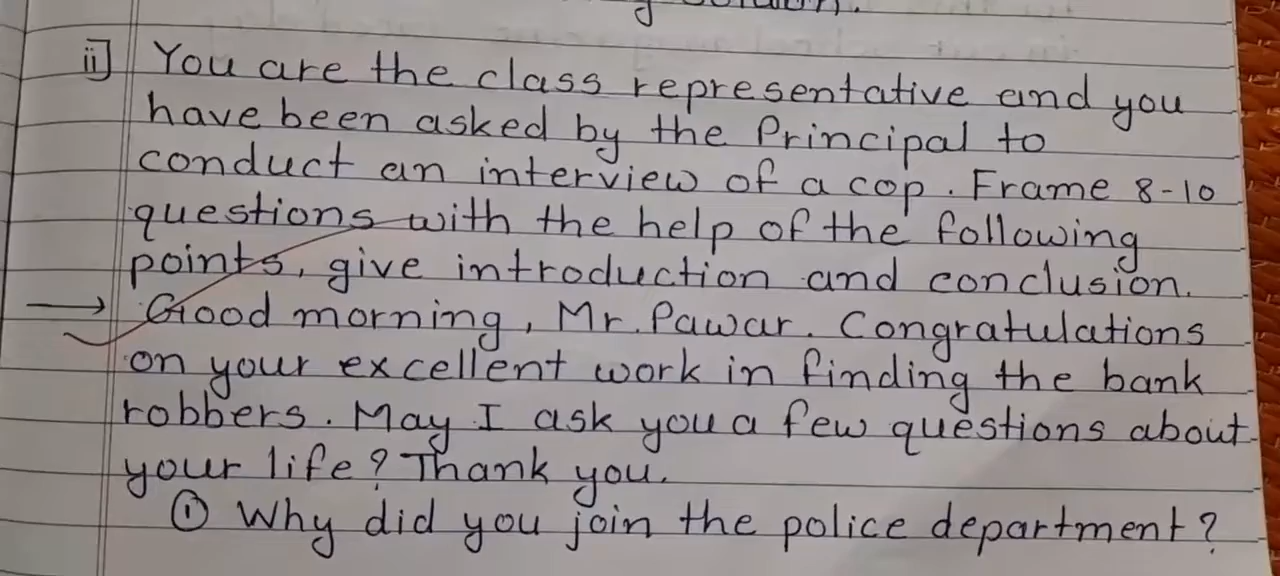 ii] You are the class representative and you
have been asked by the Principal to
conduct an interview of a cop. Frame 8-10
questions with the help of the following
points, give introduction and conclusion.
→ Good morning, Mr. Pawar. Congratulations
on your excellent work in finding the bank
robbers. May I ask you a few questions about
your life? Thank you.
① Why did you join the police department?